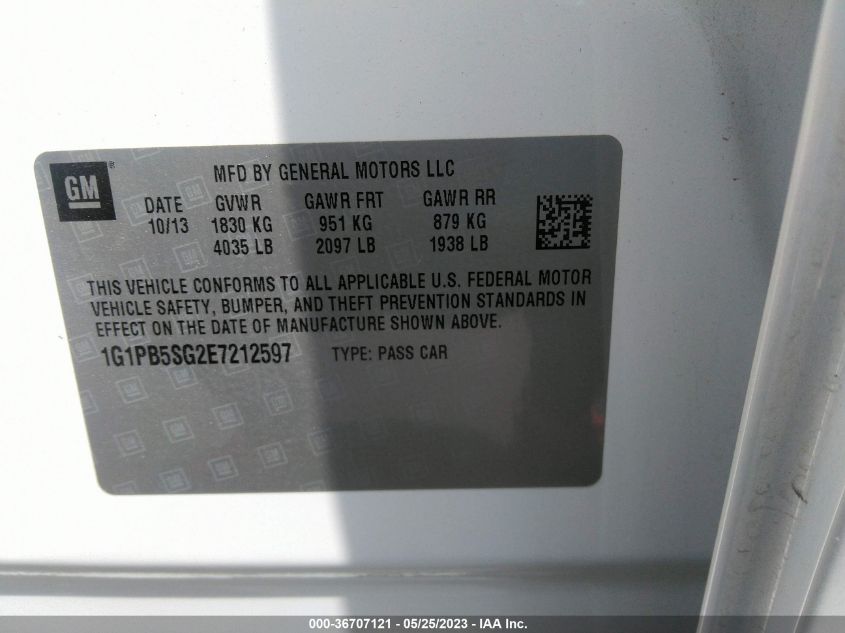 GM®
MFD BY GENERAL MOTORS LLC
DATE GVWR GAWR FRT GAWR RR
10/13 1830 KG 951 KG 879 KG
4035 LB 2097 LB 1938 LB
THIS VEHICLE CONFORMS TO ALL APPLICABLE U.S. FEDERAL MOTOR
VEHICLE SAFETY, BUMPER, AND THEFT PREVENTION STANDARDS IN
EFFECT ON THE DATE OF MANUFACTURE SHOWN ABOVE.
1G1PB5SG2E7212597 TYPE: PASS CAR
000-36707121 - 05/25/2023 - IAA Inc.